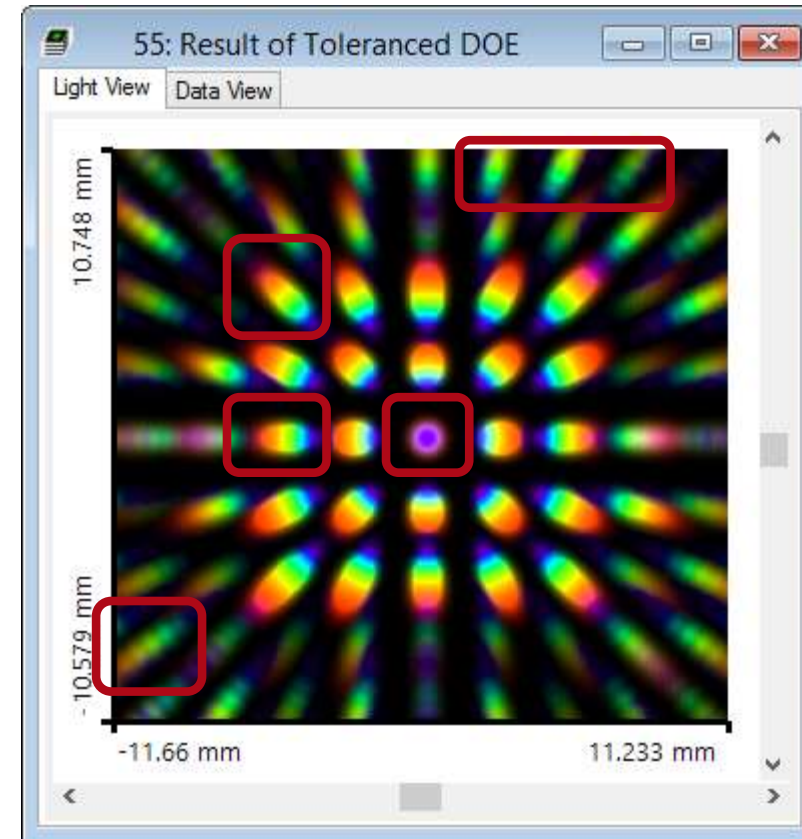 55: Result of Toleranced DOE
Light View Data View
10.748 mm
-10.579 mm
-11.66 mm 11.233 mm